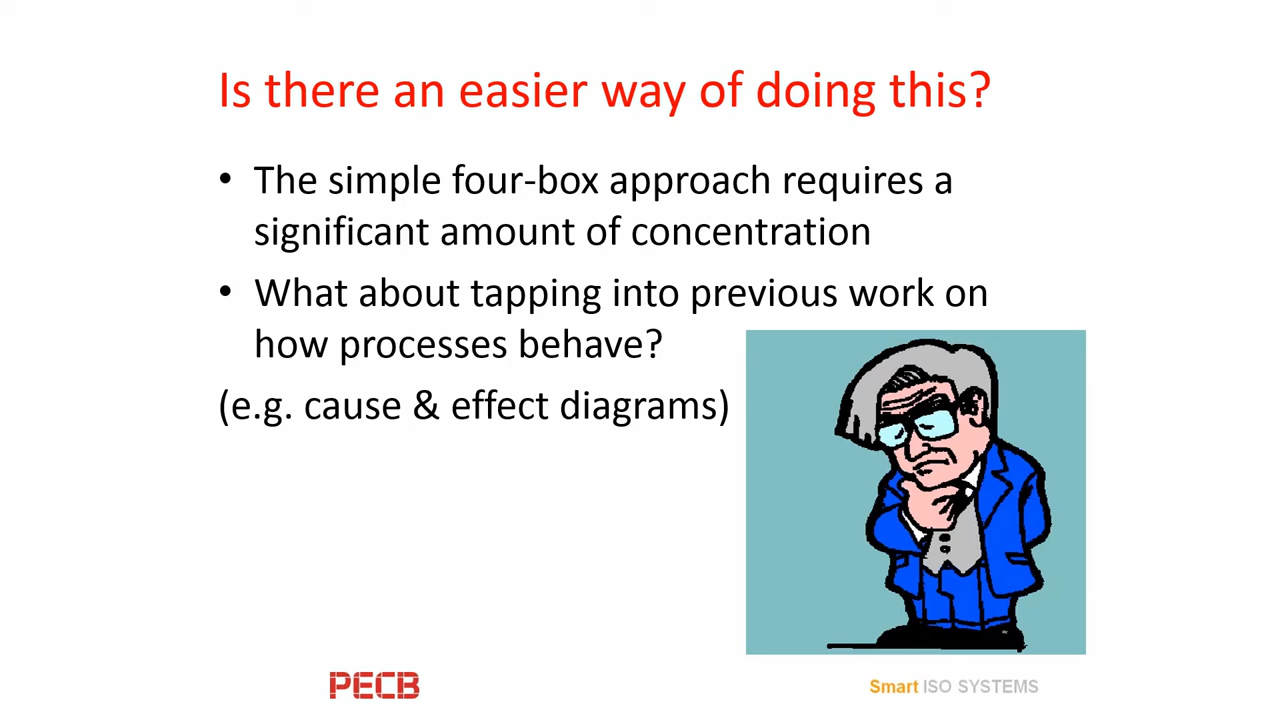 Is there an easier way of doing this?
• The simple four-box approach requires a
significant amount of concentration
• What about tapping into previous work on
how processes behave?
(e.g. cause & effect diagrams)
PECB
Smart ISO SYSTEMS